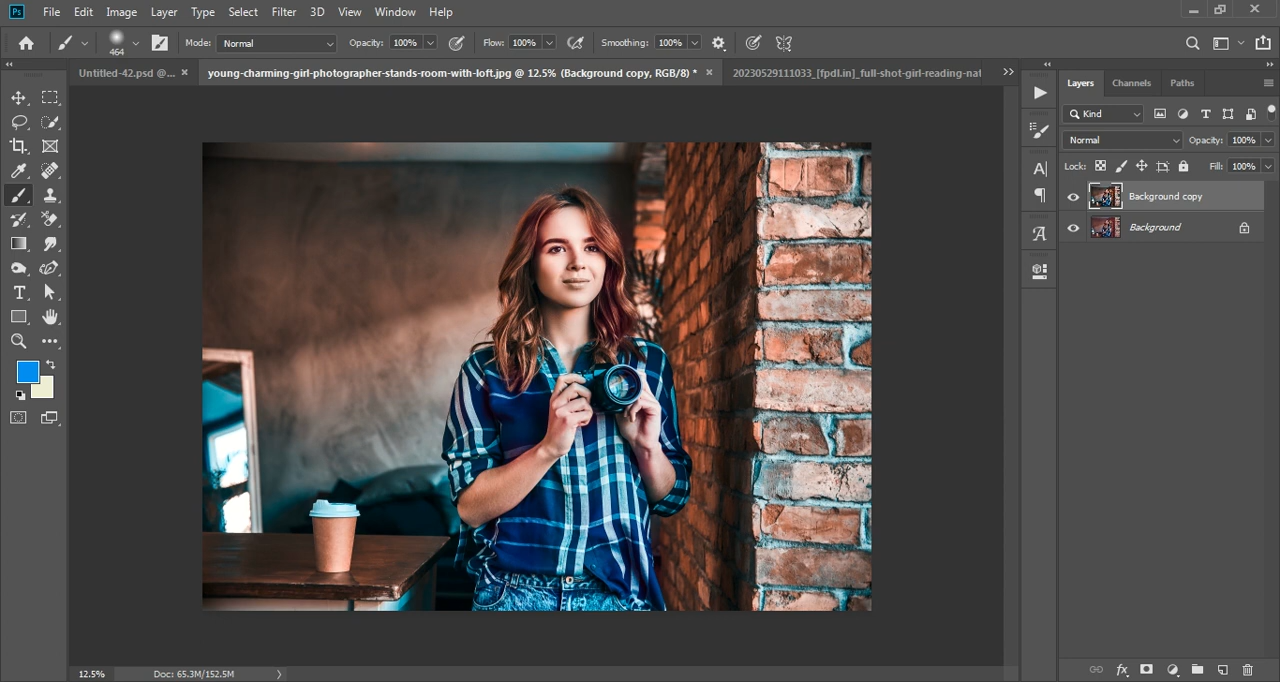 Ps File Edit Image Layer Type Select Filter 3D View Window Help
464 Mode: Normal Opacity: 100% Flow: 100% Smoothing: 100%
Untitled-42.psd @... × young-charming-girl-photographer-stands-room-with-loft.jpg @ 12.5% (Background copy, RGB/8) * × 20230529111033_[fpdl.in]_full-shot-girl-reading-nat
Layers Channels Paths
Kind
Normal Opacity: 100%
Lock: Fill: 100%
Background copy
Background
12.5% Doc: 65.3M/152.5M